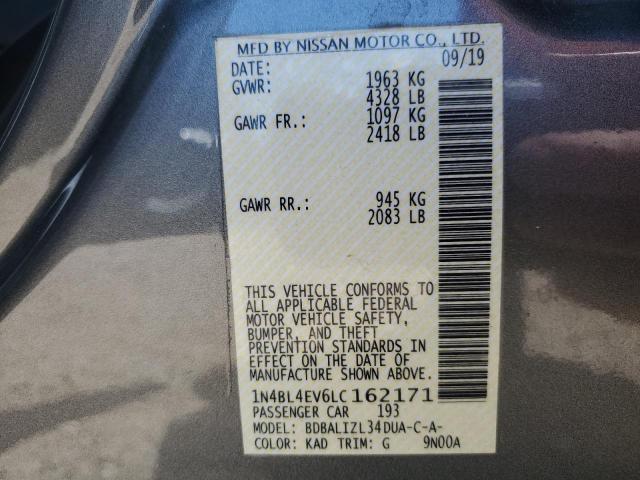 MFD BY NISSAN MOTOR CO., LTD.
DATE: 09/19
GVWR: 1963 KG
4328 LB
GAWR FR.: 1097 KG
2418 LB
GAWR RR.: 945 KG
2083 LB
THIS VEHICLE CONFORMS TO
ALL APPLICABLE FEDERAL
MOTOR VEHICLE SAFETY,
BUMPER, AND THEFT
PREVENTION STANDARDS IN
EFFECT ON THE DATE OF
MANUFACTURE SHOWN ABOVE.
1N4BL4EV6LC162171
PASSENGER CAR 193
MODEL: BDBALIZL34DUA-C-A-
COLOR: KAD TRIM: G 9N00A